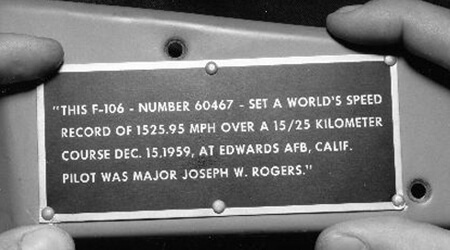 "THIS F-106 - NUMBER 60467 - SET A WORLD'S SPEED
RECORD OF 1525.95 MPH OVER A 15/25 KILOMETER
COURSE DEC. 15,1959, AT EDWARDS AFB, CALIF.
PILOT WAS MAJOR JOSEPH W. ROGERS."